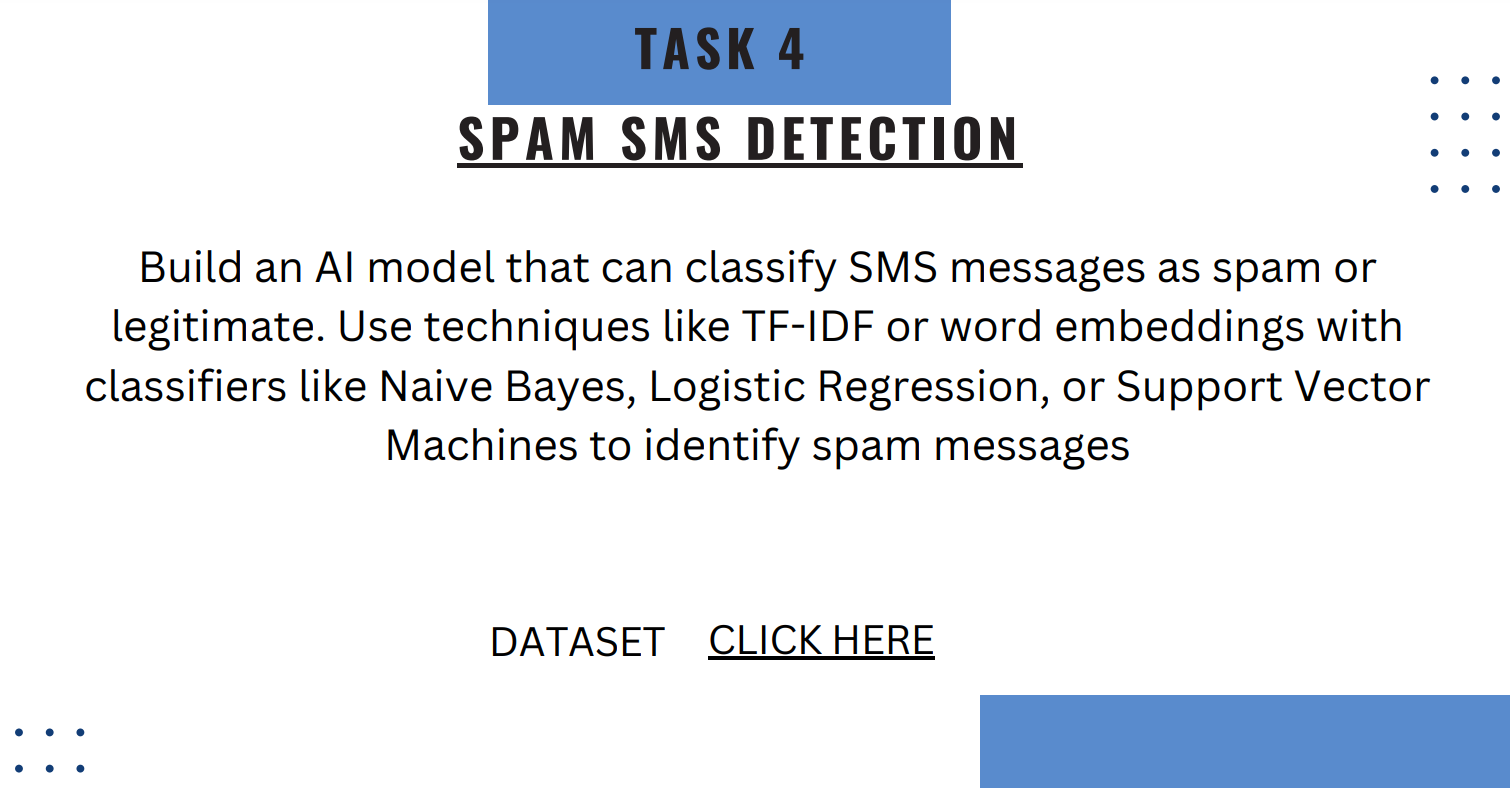 TASK 4
SPAM SMS DETECTION
Build an AI model that can classify SMS messages as spam or
legitimate. Use techniques like TF-IDF or word embeddings with
classifiers like Naive Bayes, Logistic Regression, or Support Vector
Machines to identify spam messages
DATASET CLICK HERE